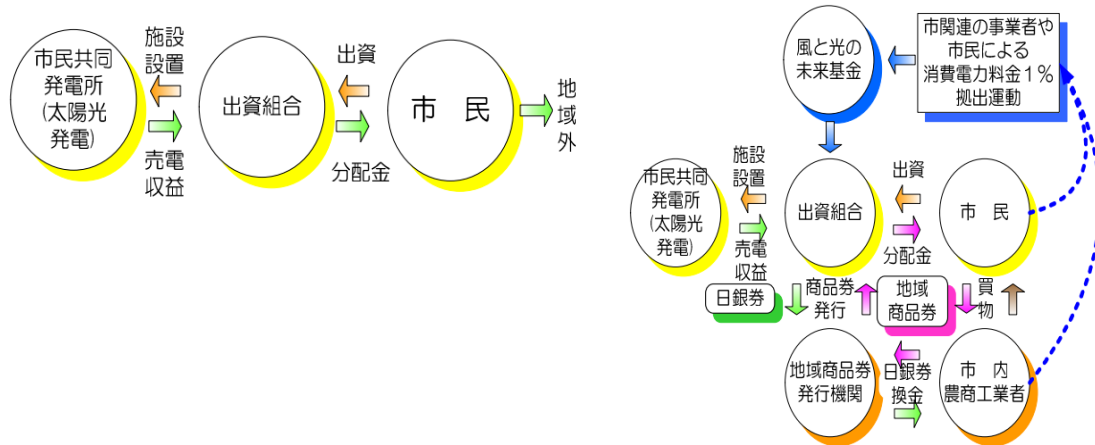 市民共同
発電所
(太陽光
発電)
施設
設置
売電
収益
出資組合
出資
分配金
市　民
地
域
外
風と光の
未来基金
市関連の事業者や
市民による
消費電力料金１％
拠出運動
市民共同
発電所
(太陽光
発電)
施設
設置
売電
収益
出資組合
出資
分配金
市　民
日銀券
商品券
発行
地域
商品券
買
物
地域商品券
発行機関
日銀券
換金
市　内
農商工業者